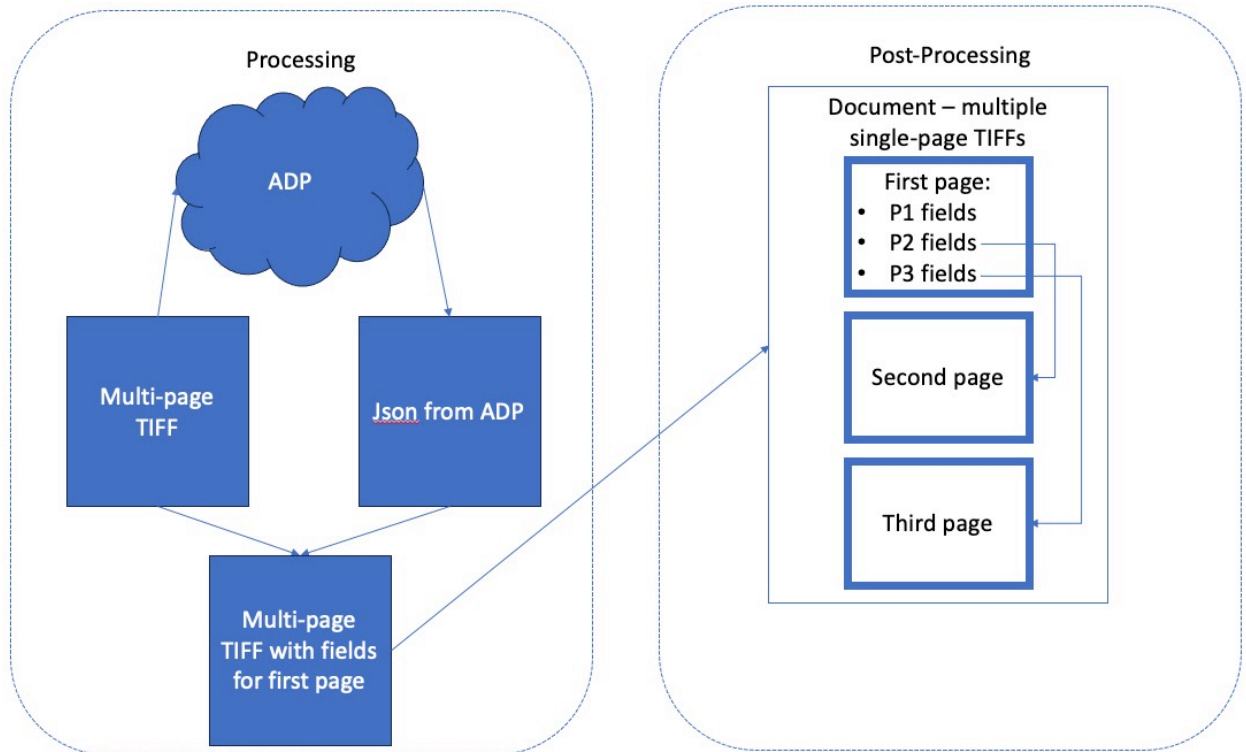 Processing
ADP
Multi-page
TIFF
Json from ADP
Multi-page
TIFF with fields
for first page
Post-Processing
Document – multiple
single-page TIFFs
First page:
• P1 fields
• P2 fields
• P3 fields
Second page
Third page